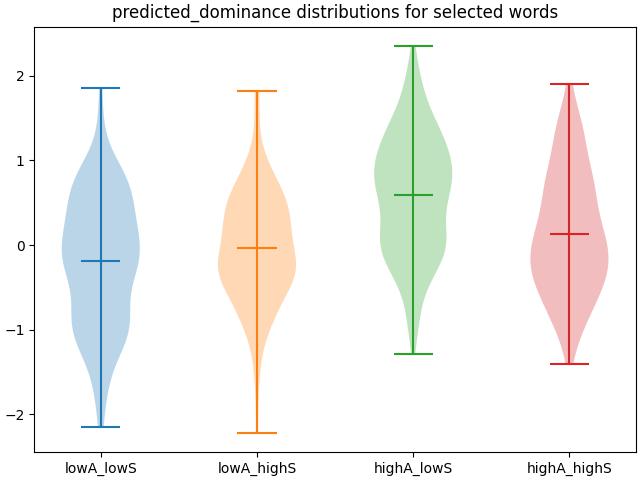 predicted_dominance distributions for selected words
2
1
0
−1
−2
lowA_lowS
lowA_highS
highA_lowS
highA_highS